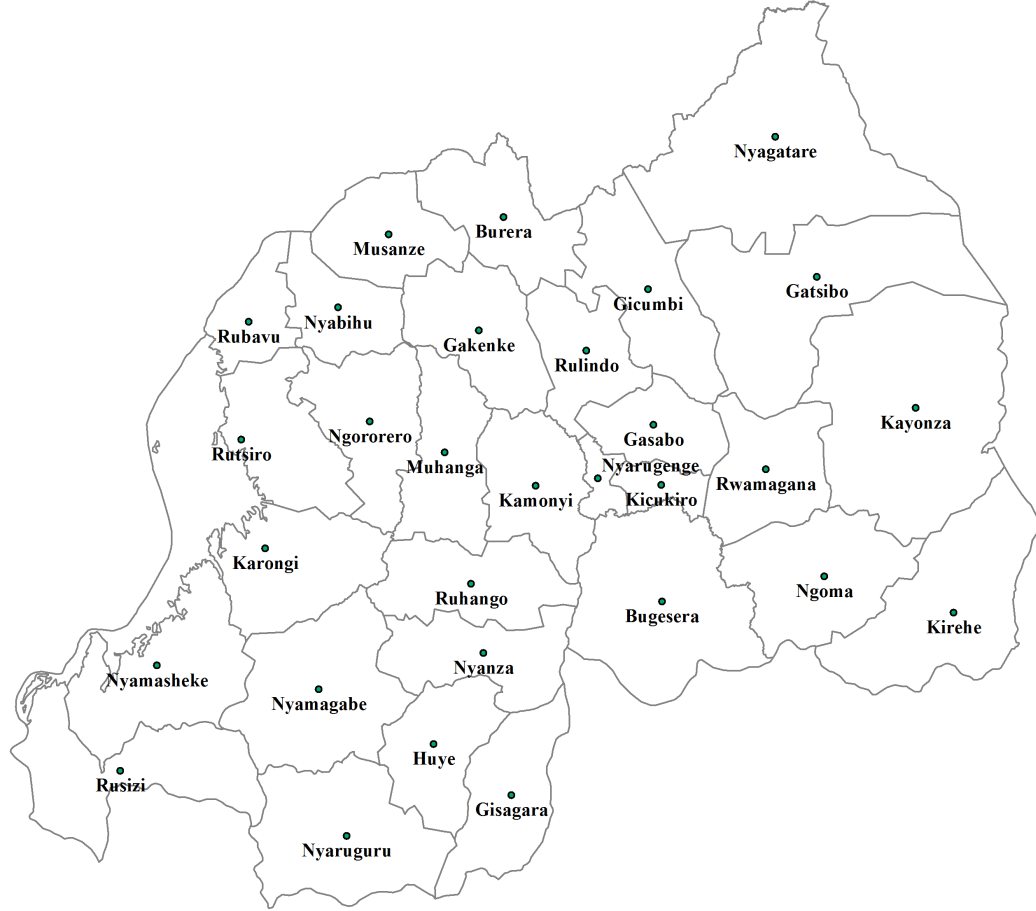 Nyagatare
Burera
Musanze
Gatsibo
Gicumbi
Nyabihu
Rubavu
Gakenke
Rulindo
Kayonza
Ngororero
Gasabo
Rutsiro
Muhanga
Nyarugenge
Rwamagana
Kamonyi
Kicukiro
Karongi
Ngoma
Ruhango
Bugesera
Kirehe
Nyanza
Nyamasheke
Nyamagabe
Huye
Rusizi
Gisagara
Nyaruguru